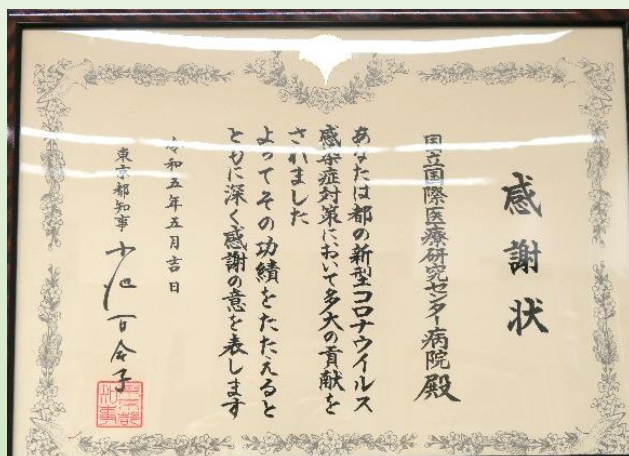 感謝状
国立国際医療研究センター病院 殿
あなたは都の新型コロナウイルス
感染症対策において多大の貢献を
されました
よってその功績をたたえると
ともに深く感謝の意を表します
令和五年五月吉日
東京都知事 小池百合子
東京都
知事